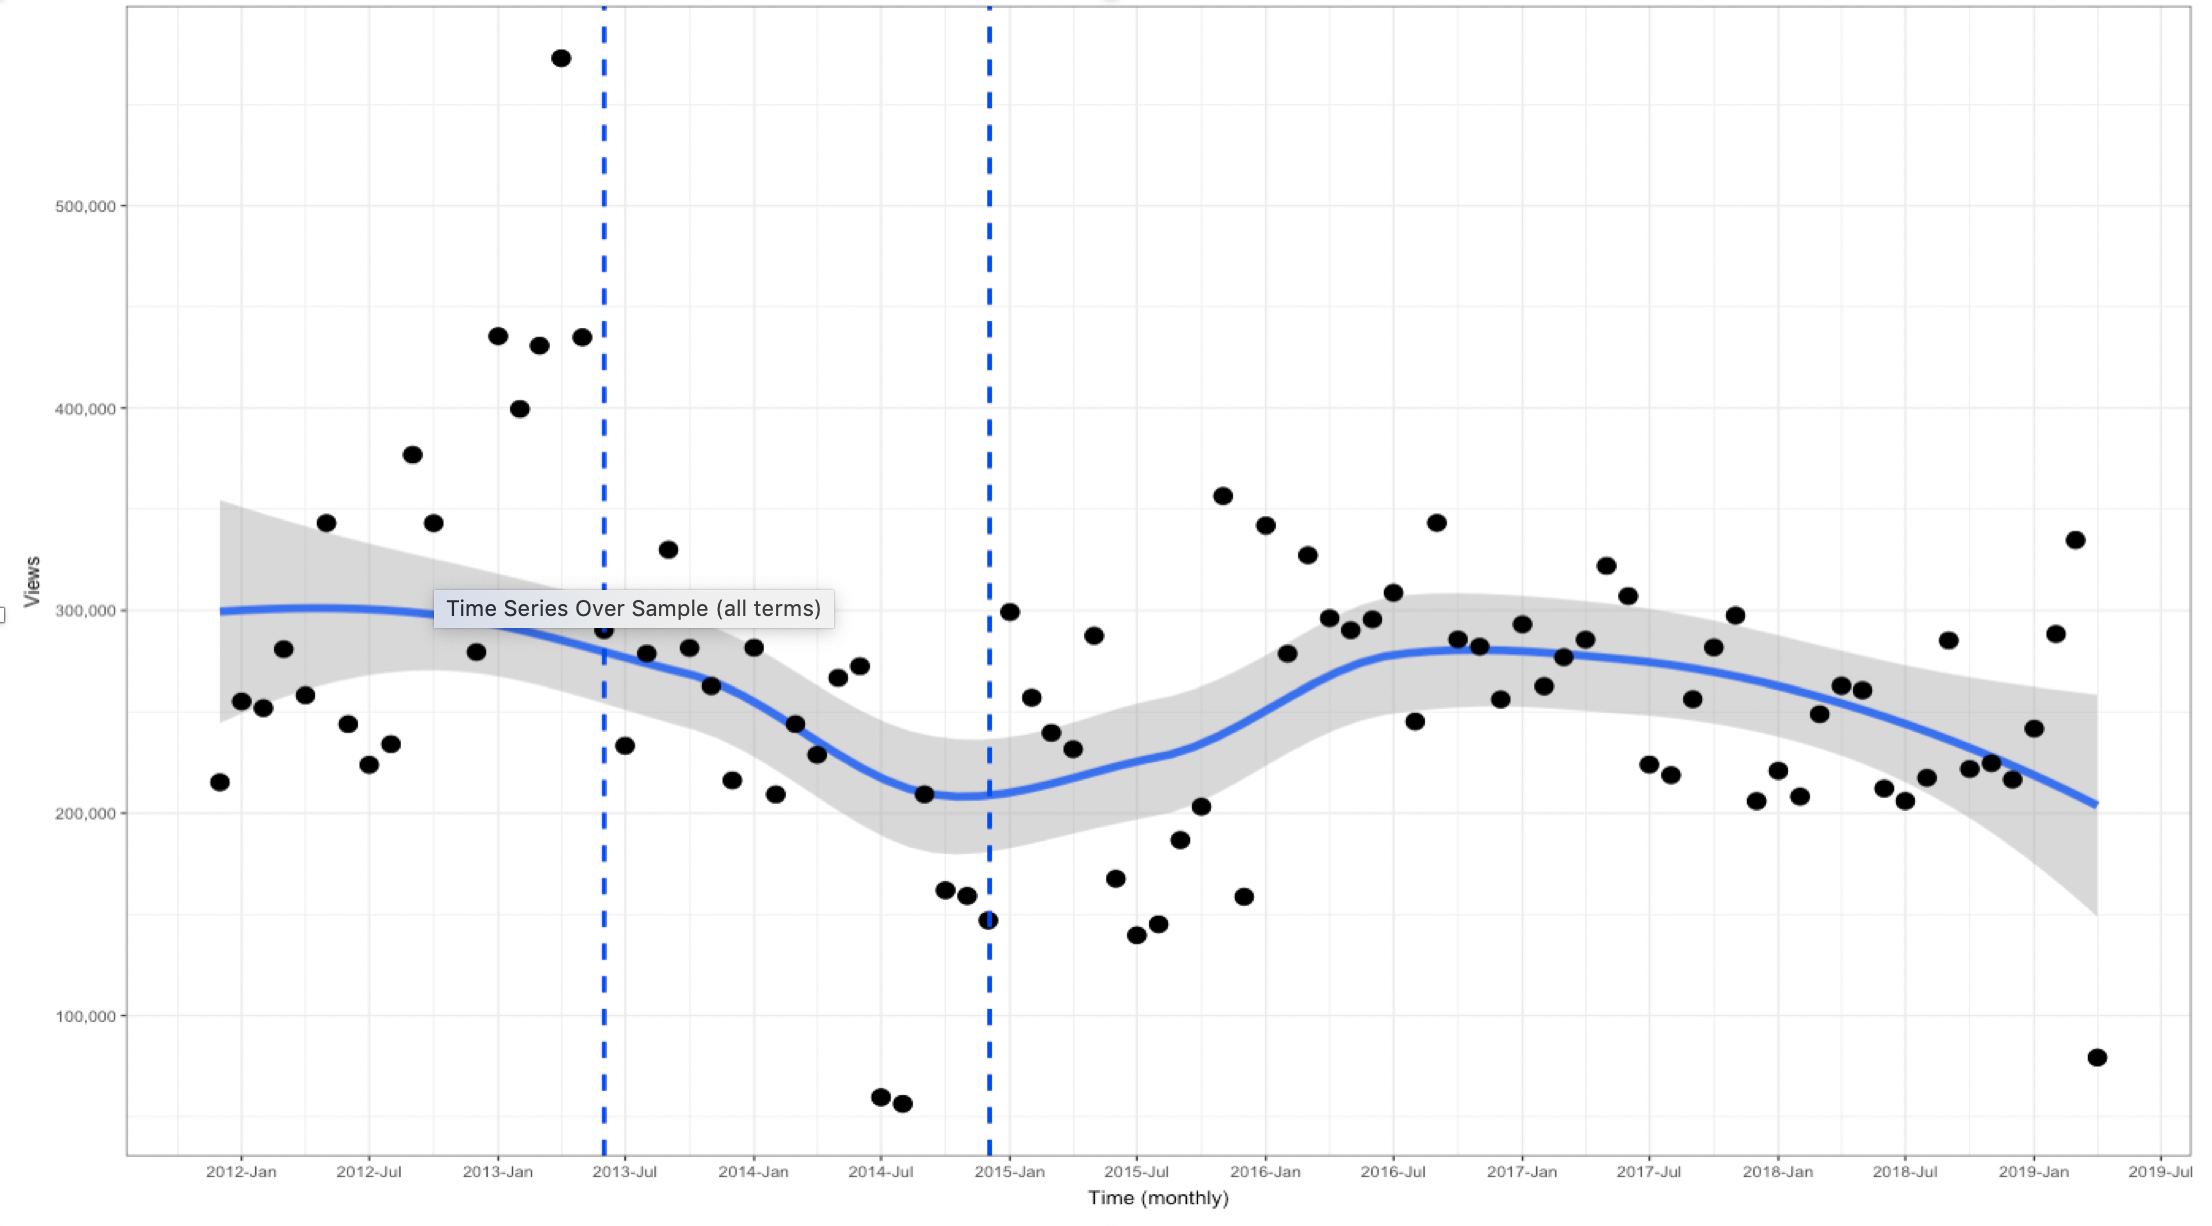 500,000
400,000
300,000
200,000
100,000
Views
Time Series Over Sample (all terms)
2012-Jan 2012-Jul 2013-Jan 2013-Jul 2014-Jan 2014-Jul 2015-Jan 2015-Jul 2016-Jan 2016-Jul 2017-Jan 2017-Jul 2018-Jan 2018-Jul 2019-Jan 2019-Jul
Time (monthly)